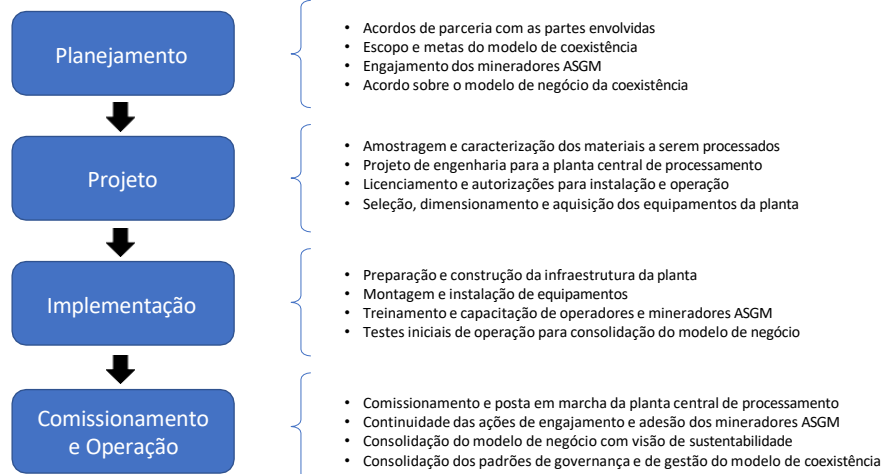 Planejamento
• Acordos de parceria com as partes envolvidas
• Escopo e metas do modelo de coexistência
• Engajamento dos mineradores ASGM
• Acordo sobre o modelo de negócio da coexistência
Projeto
• Amostragem e caracterização dos materiais a serem processados
• Projeto de engenharia para a planta central de processamento
• Licenciamento e autorizações para instalação e operação
• Seleção, dimensionamento e aquisição dos equipamentos da planta
Implementação
• Preparação e construção da infraestrutura da planta
• Montagem e instalação de equipamentos
• Treinamento e capacitação de operadores e mineradores ASGM
• Testes iniciais de operação para consolidação do modelo de negócio
Comissionamento
e Operação
• Comissionamento e posta em marcha da planta central de processamento
• Continuidade das ações de engajamento e adesão dos mineradores ASGM
• Consolidação do modelo de negócio com visão de sustentabilidade
• Consolidação dos padrões de governança e de gestão do modelo de coexistência